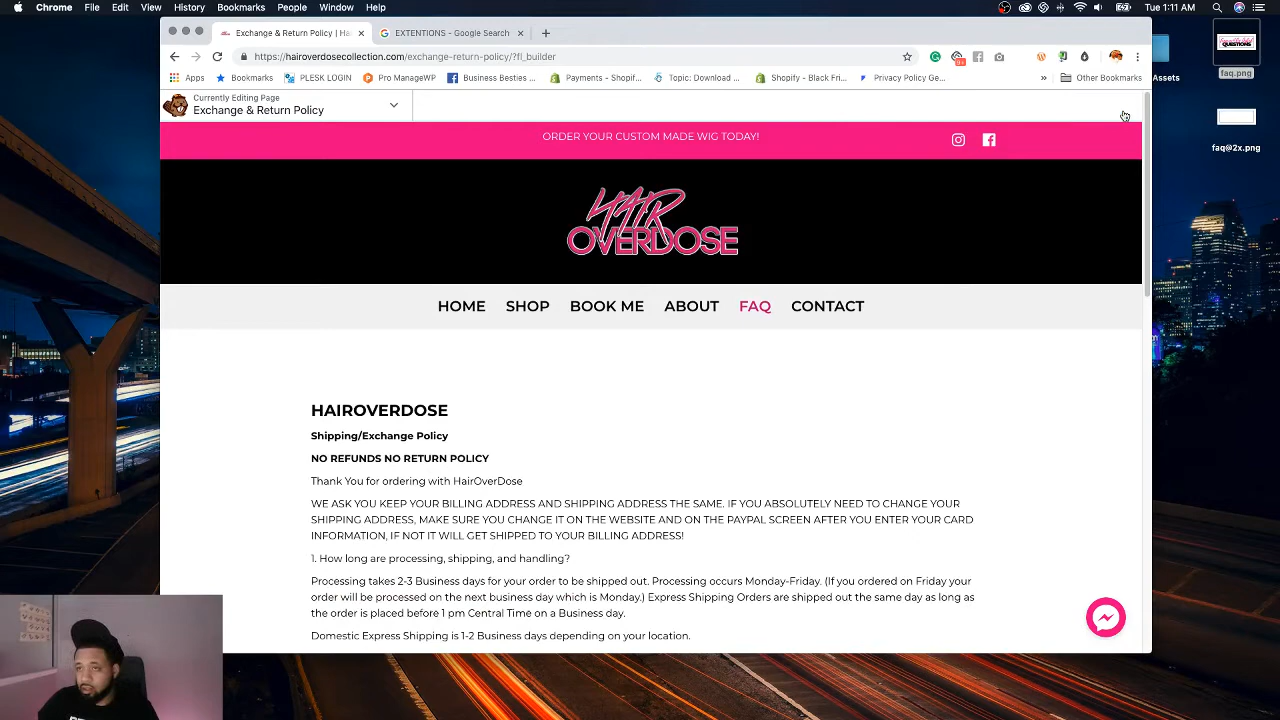 Chrome File Edit View History Bookmarks People Window Help
Tue 1:11 AM
Exchange & Return Policy | Hai
EXTENTIONS - Google Search
https://hairoverdosecollection.com/exchange-return-policy/?fl_builder
Apps Bookmarks PLESK LOGIN Pro ManageWP Business Besties ... Payments - Shopif... Topic: Download ... Shopify - Black Fri... Privacy Policy Ge... » Other Bookmarks
Assets
QUESTIONS
faq.png
faq@2x.png
Currently Editing Page
Exchange & Return Policy
ORDER YOUR CUSTOM MADE WIG TODAY!
HAIR
OVERDOSE
HOME SHOP BOOK ME ABOUT FAQ CONTACT
HAIROVERDOSE
Shipping/Exchange Policy
NO REFUNDS NO RETURN POLICY
Thank You for ordering with HairOverDose
WE ASK YOU KEEP YOUR BILLING ADDRESS AND SHIPPING ADDRESS THE SAME. IF YOU ABSOLUTELY NEED TO CHANGE YOUR
SHIPPING ADDRESS, MAKE SURE YOU CHANGE IT ON THE WEBSITE AND ON THE PAYPAL SCREEN AFTER YOU ENTER YOUR CARD
INFORMATION, IF NOT IT WILL GET SHIPPED TO YOUR BILLING ADDRESS!
1. How long are processing, shipping, and handling?
Processing takes 2-3 Business days for your order to be shipped out. Processing occurs Monday-Friday. (If you ordered on Friday your
order will be processed on the next business day which is Monday.) Express Shipping Orders are shipped out the same day as long as
the order is placed before 1 pm Central Time on a Business day.
Domestic Express Shipping is 1-2 Business days depending on your location.